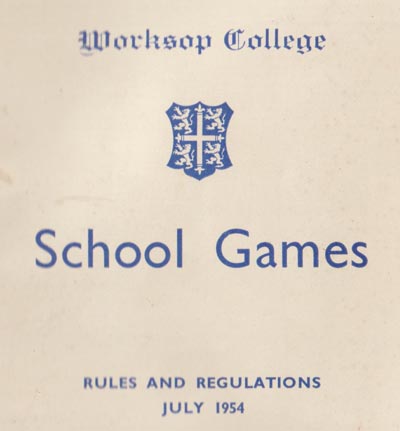 Worksop College
School Games
RULES AND REGULATIONS
JULY 1954